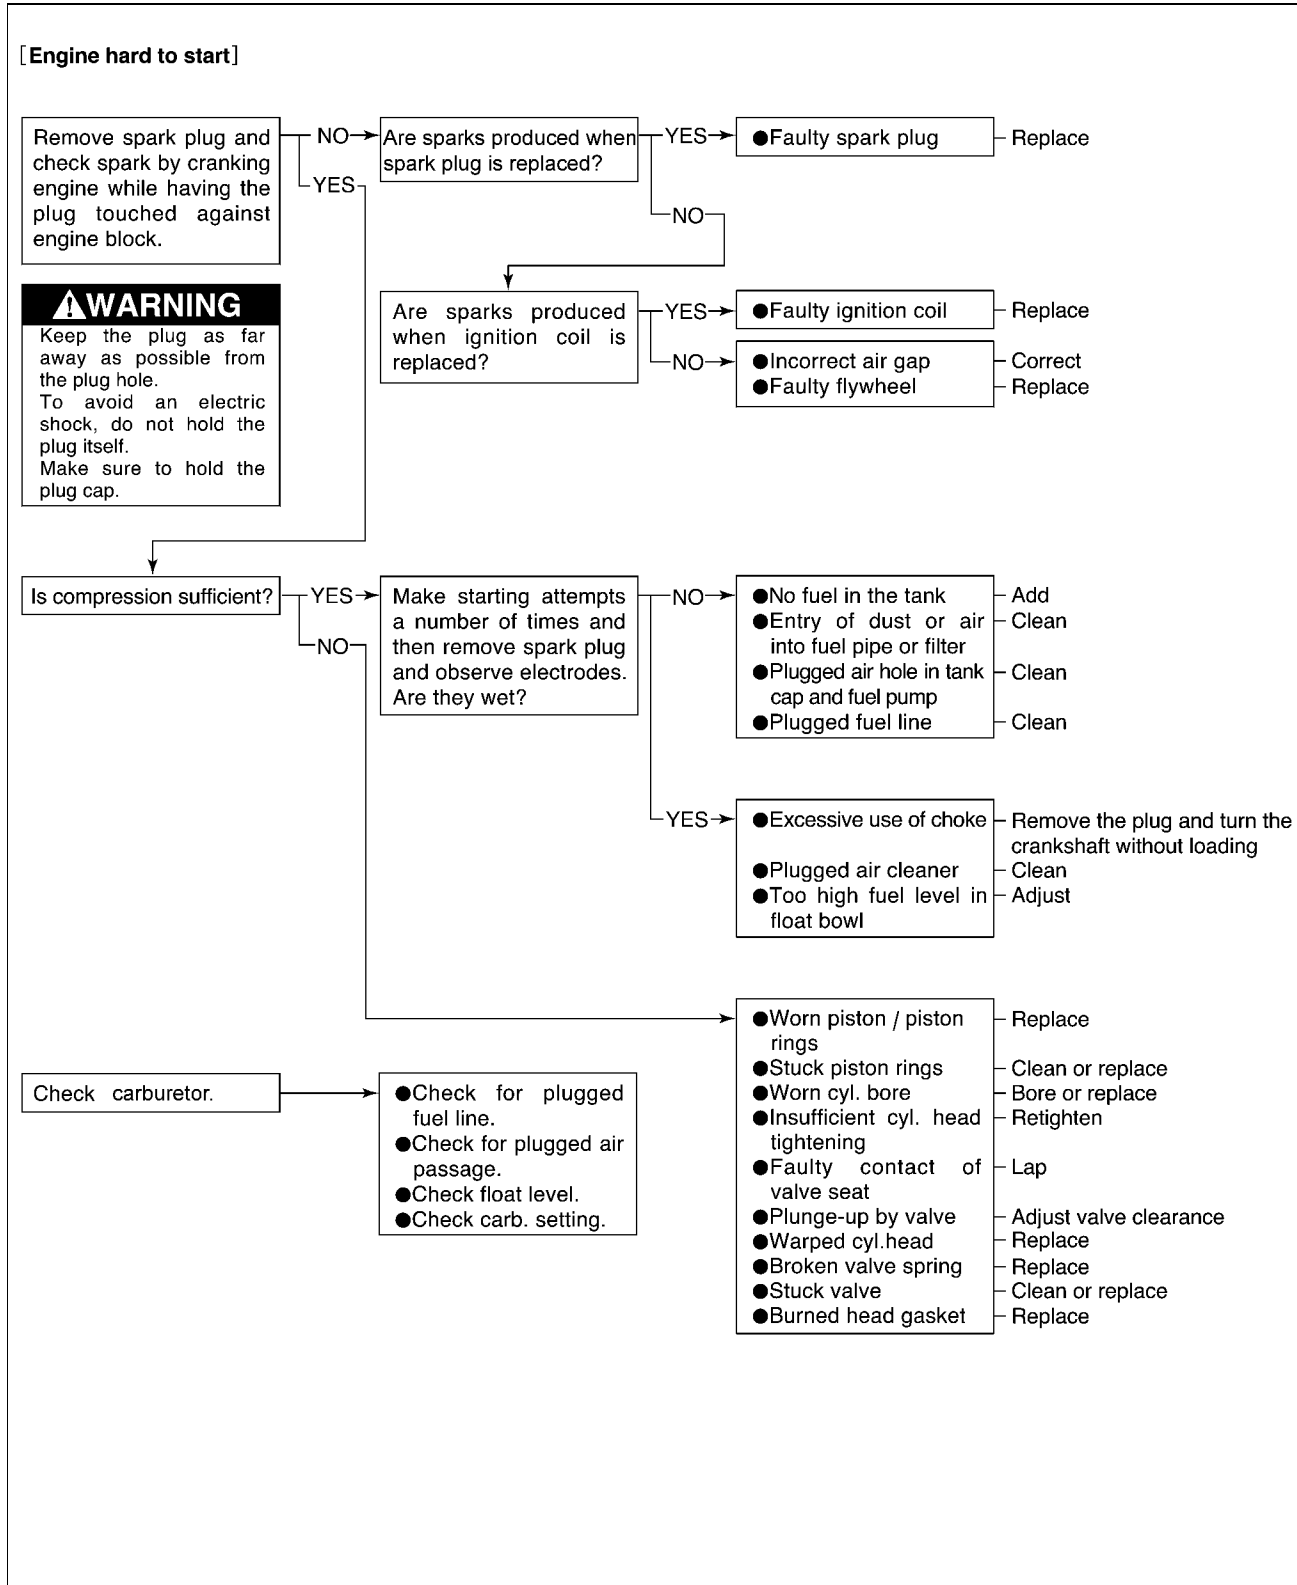 [Engine hard to start]
Remove spark plug and
check spark by cranking
engine while having the
plug touched against
engine block.
NO
YES
Are sparks produced when
spark plug is replaced?
YES
NO
●Faulty spark plug
Replace
⚠WARNING
Keep the plug as far
away as possible from
the plug hole.
To avoid an electric
shock, do not hold the
plug itself.
Make sure to hold the
plug cap.
Are sparks produced
when ignition coil is
replaced?
YES
NO
●Faulty ignition coil
Replace
●Incorrect air gap
Correct
●Faulty flywheel
Replace
Is compression sufficient?
YES
NO
Make starting attempts
a number of times and
then remove spark plug
and observe electrodes.
Are they wet?
NO
●No fuel in the tank
Add
●Entry of dust or air
into fuel pipe or filter
Clean
●Plugged air hole in tank
cap and fuel pump
Clean
●Plugged fuel line
Clean
YES
●Excessive use of choke
Remove the plug and turn the
crankshaft without loading
●Plugged air cleaner
Clean
●Too high fuel level in
float bowl
Adjust
●Worn piston / piston
rings
Replace
●Stuck piston rings
Clean or replace
●Worn cyl. bore
Bore or replace
●Insufficient cyl. head
tightening
Retighten
●Faulty contact of
valve seat
Lap
●Plunge-up by valve
Adjust valve clearance
●Warped cyl.head
Replace
●Broken valve spring
Replace
●Stuck valve
Clean or replace
●Burned head gasket
Replace
Check carburetor.
●Check for plugged
fuel line.
●Check for plugged air
passage.
●Check float level.
●Check carb. setting.